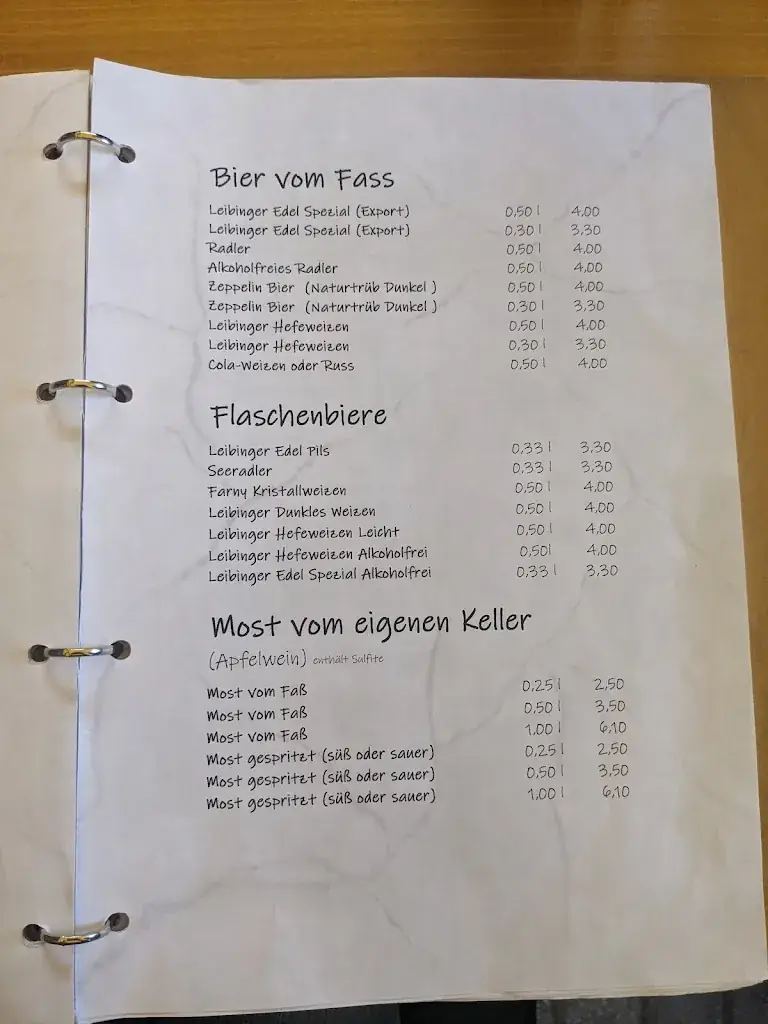 Bier vom Fass
Leibinger Edel Spezial (Export) 0,50 l 4,00
Leibinger Edel Spezial (Export) 0,30 l 3,30
Radler 0,50 l 4,00
Alkoholfreies Radler 0,50 l 4,00
Zeppelin Bier (Naturtrüb Dunkel ) 0,50 l 4,00
Zeppelin Bier (Naturtrüb Dunkel ) 0,30 l 3,30
Leibinger Hefeweizen 0,50 l 4,00
Leibinger Hefeweizen 0,30 l 3,30
Cola-Weizen oder Russ 0,50 l 4,00
Flaschenbiere
Leibinger Edel Pils 0,33 l 3,30
Seeradler 0,33 l 3,30
Farny Kristallweizen 0,50 l 4,00
Leibinger Dunkles Weizen 0,50 l 4,00
Leibinger Hefeweizen Leicht 0,50 l 4,00
Leibinger Hefeweizen Alkoholfrei 0,50l 4,00
Leibinger Edel Spezial Alkoholfrei 0,33 l 3,30
Most vom eigenen Keller
(Apfelwein) enthält Sulfite
Most vom Faß 0,25 l 2,50
Most vom Faß 0,50 l 3,50
Most vom Faß 1,00 l 6,10
Most gespritzt (süß oder sauer) 0,25 l 2,50
Most gespritzt (süß oder sauer) 0,50 l 3,50
Most gespritzt (süß oder sauer) 1,00 l 6,10